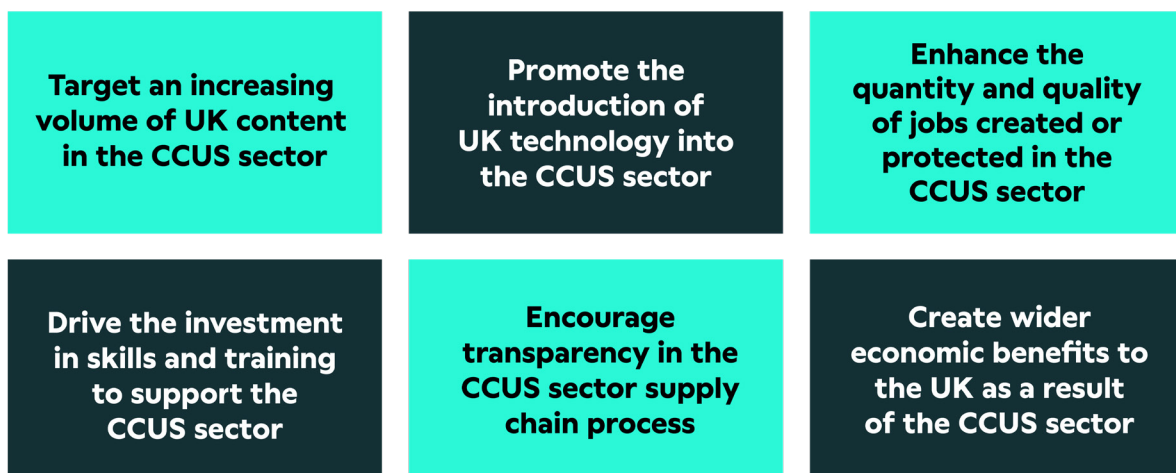 Target an increasing
volume of UK content
in the CCUS sector
Promote the
introduction of
UK technology into
the CCUS sector
Enhance the
quantity and quality
of jobs created or
protected in the
CCUS sector
Drive the investment
in skills and training
to support the
CCUS sector
Encourage
transparency in the
CCUS sector supply
chain process
Create wider
economic benefits to
the UK as a result
of the CCUS sector